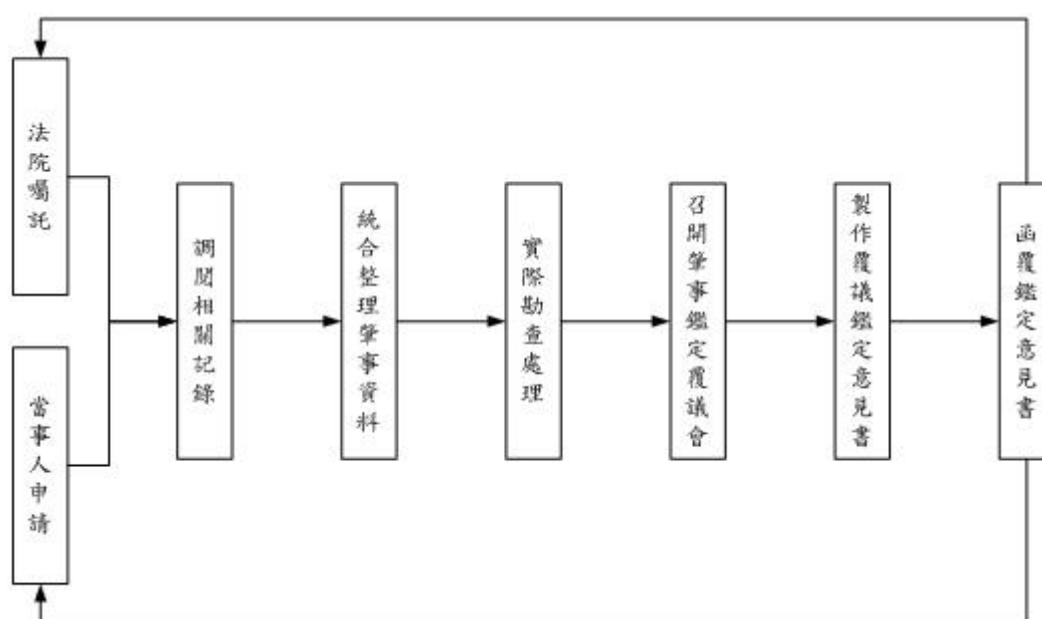 法院囑託
當事人申請
調閱相關記錄
統合整理肇事資料
實際勘查處理
召開肇事鑑定覆議會
製作覆議鑑定意見書
函覆鑑定意見書